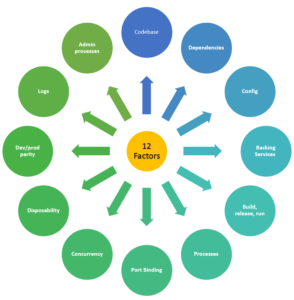 Codebase
Dependencies
Config
Backing
Services
Build,
release, run
Processes
Port Binding
Concurrency
Disposability
Dev/prod
parity
Logs
Admin
processes
12
Factors